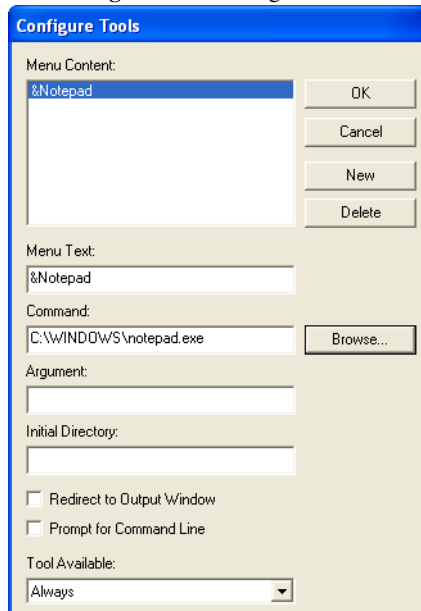 Configure Tools
Menu Content:
&Notepad
OK
Cancel
New
Delete
Menu Text:
&Notepad
Command:
C:\WINDOWS\notepad.exe
Browse...
Argument:
Initial Directory:
Redirect to Output Window
Prompt for Command Line
Tool Available:
Always